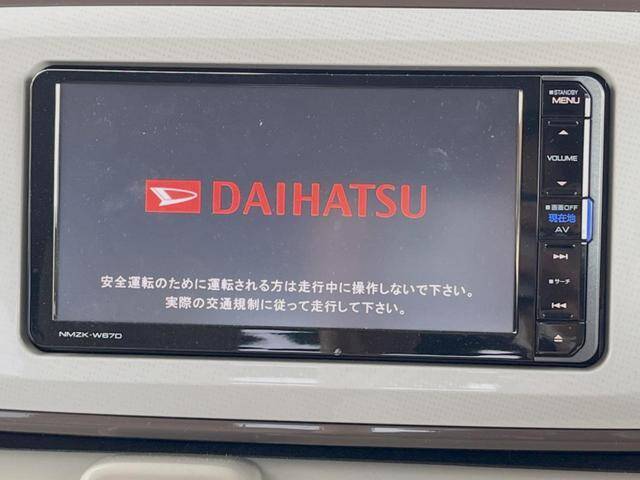 DAIHATSU
安全運転のために運転される方は走行中に操作しないで下さい。
実際の交通規制に従って走行して下さい。
NMZK-W67D
STANDBY
MENU
VOLUME
画面OFF
現在地
AV
サーチ